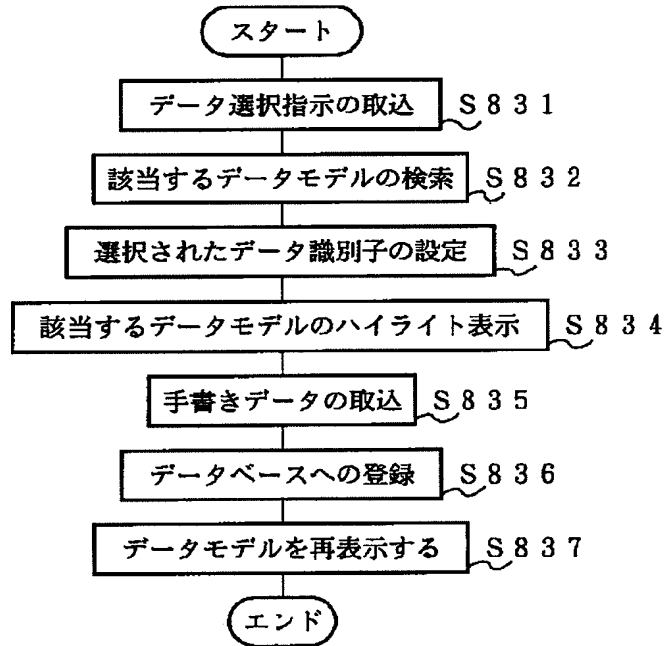 スタート
データ選択指示の取込 S831
該当するデータモデルの検索 S832
選択されたデータ識別子の設定 S833
該当するデータモデルのハイライト表示 S834
手書きデータの取込 S835
データベースへの登録 S836
データモデルを再表示する S837
エンド